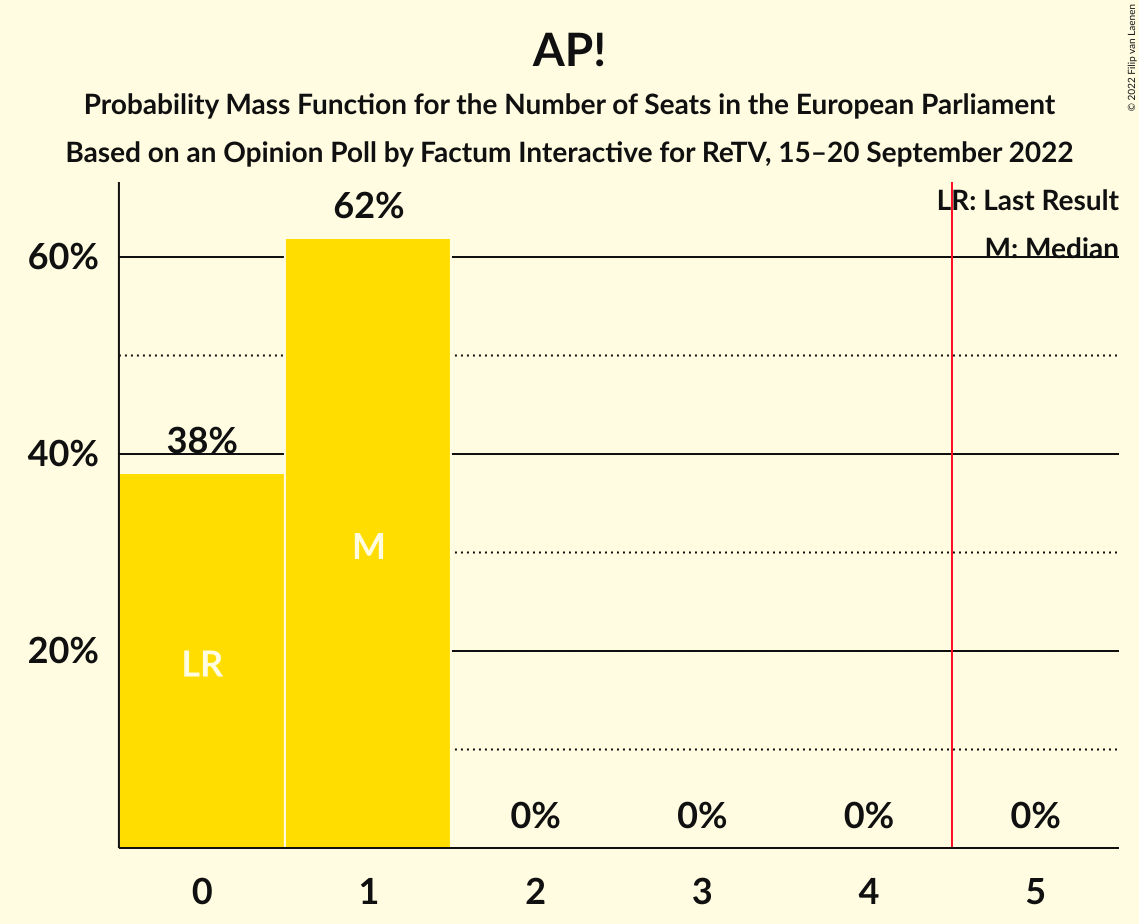 AP!
Probability Mass Function for the Number of Seats in the European Parliament
Based on an Opinion Poll by Factum Interactive for ReTV, 15–20 September 2022
© 2022 Filip van Laenen
LR: Last Result
M: Median
62%
60%
38%
40%
M
LR
20%
0%
0%
0%
0%
0
1
2
3
4
5